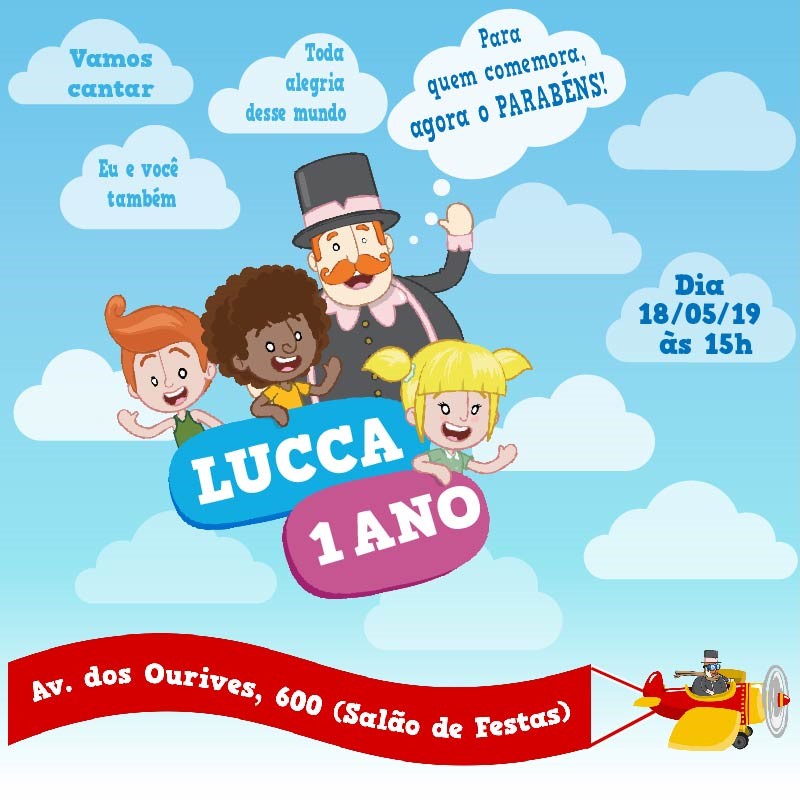 Vamos
cantar
Toda
alegria
desse mundo
Para
quem comemora,
agora o PARABÉNS!
Eu e você
também
Dia
18/05/19
às 15h
LUCCA
1 ANO
Av. dos Ourives, 600 (Salão de Festas)